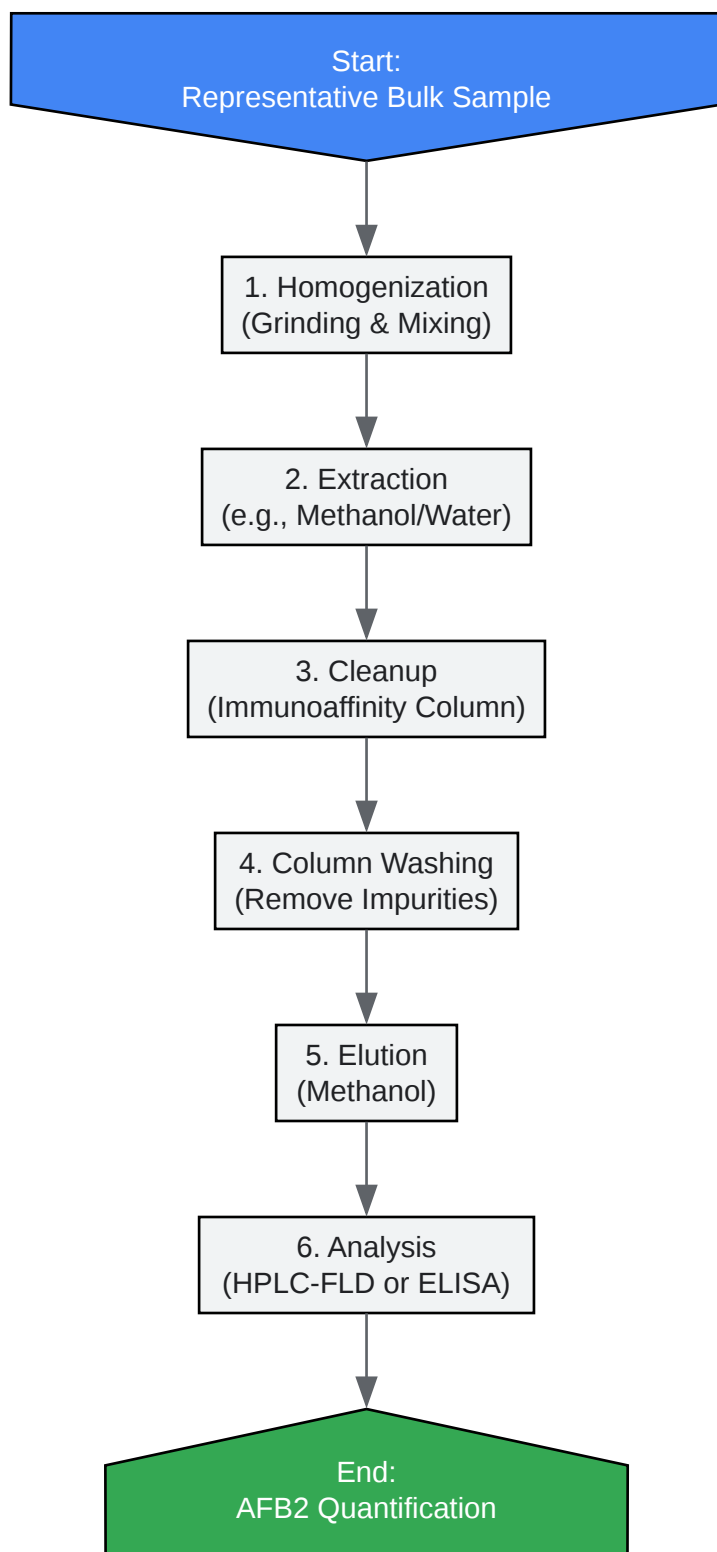 Start:
Representative Bulk Sample
1. Homogenization
(Grinding & Mixing)
2. Extraction
(e.g., Methanol/Water)
3. Cleanup
(Immunoaffinity Column)
4. Column Washing
(Remove Impurities)
5. Elution
(Methanol)
6. Analysis
(HPLC-FLD or ELISA)
End:
AFB2 Quantification